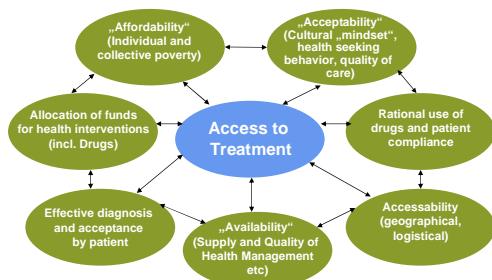 „Affordability“
(Individual and
collective poverty)
„Acceptability“
(Cultural „mindset“,
health seeking
behavior, quality of
care)
Allocation of funds
for health interventions
(incl. Drugs)
Access to
Treatment
Rational use of
drugs and patient
compliance
Effective diagnosis
and acceptance
by patient
„Availability“
(Supply and Quality of
Health Management
etc)
Accessability
(geographical,
logistical)